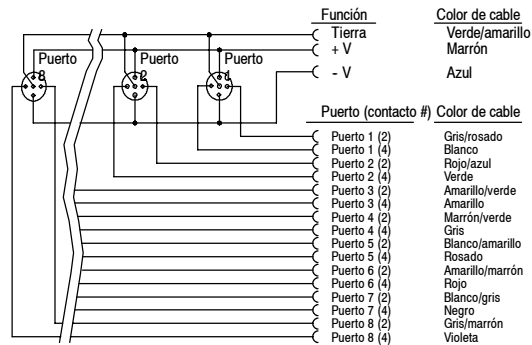 Función Color de cable
Tierra Verde/amarillo
+ V Marrón
- V Azul
Puerto 8
Puerto 2
Puerto 1
Puerto (contacto #) Color de cable
Puerto 1 (2) Gris/rosado
Puerto 1 (4) Blanco
Puerto 2 (2) Rojo/azul
Puerto 2 (4) Verde
Puerto 3 (2) Amarillo/verde
Puerto 3 (4) Amarillo
Puerto 4 (2) Marrón/verde
Puerto 4 (4) Gris
Puerto 5 (2) Blanco/amarillo
Puerto 5 (4) Rosado
Puerto 6 (2) Amarillo/marrón
Puerto 6 (4) Rojo
Puerto 7 (2) Blanco/gris
Puerto 7 (4) Negro
Puerto 8 (2) Gris/marrón
Puerto 8 (4) Violeta